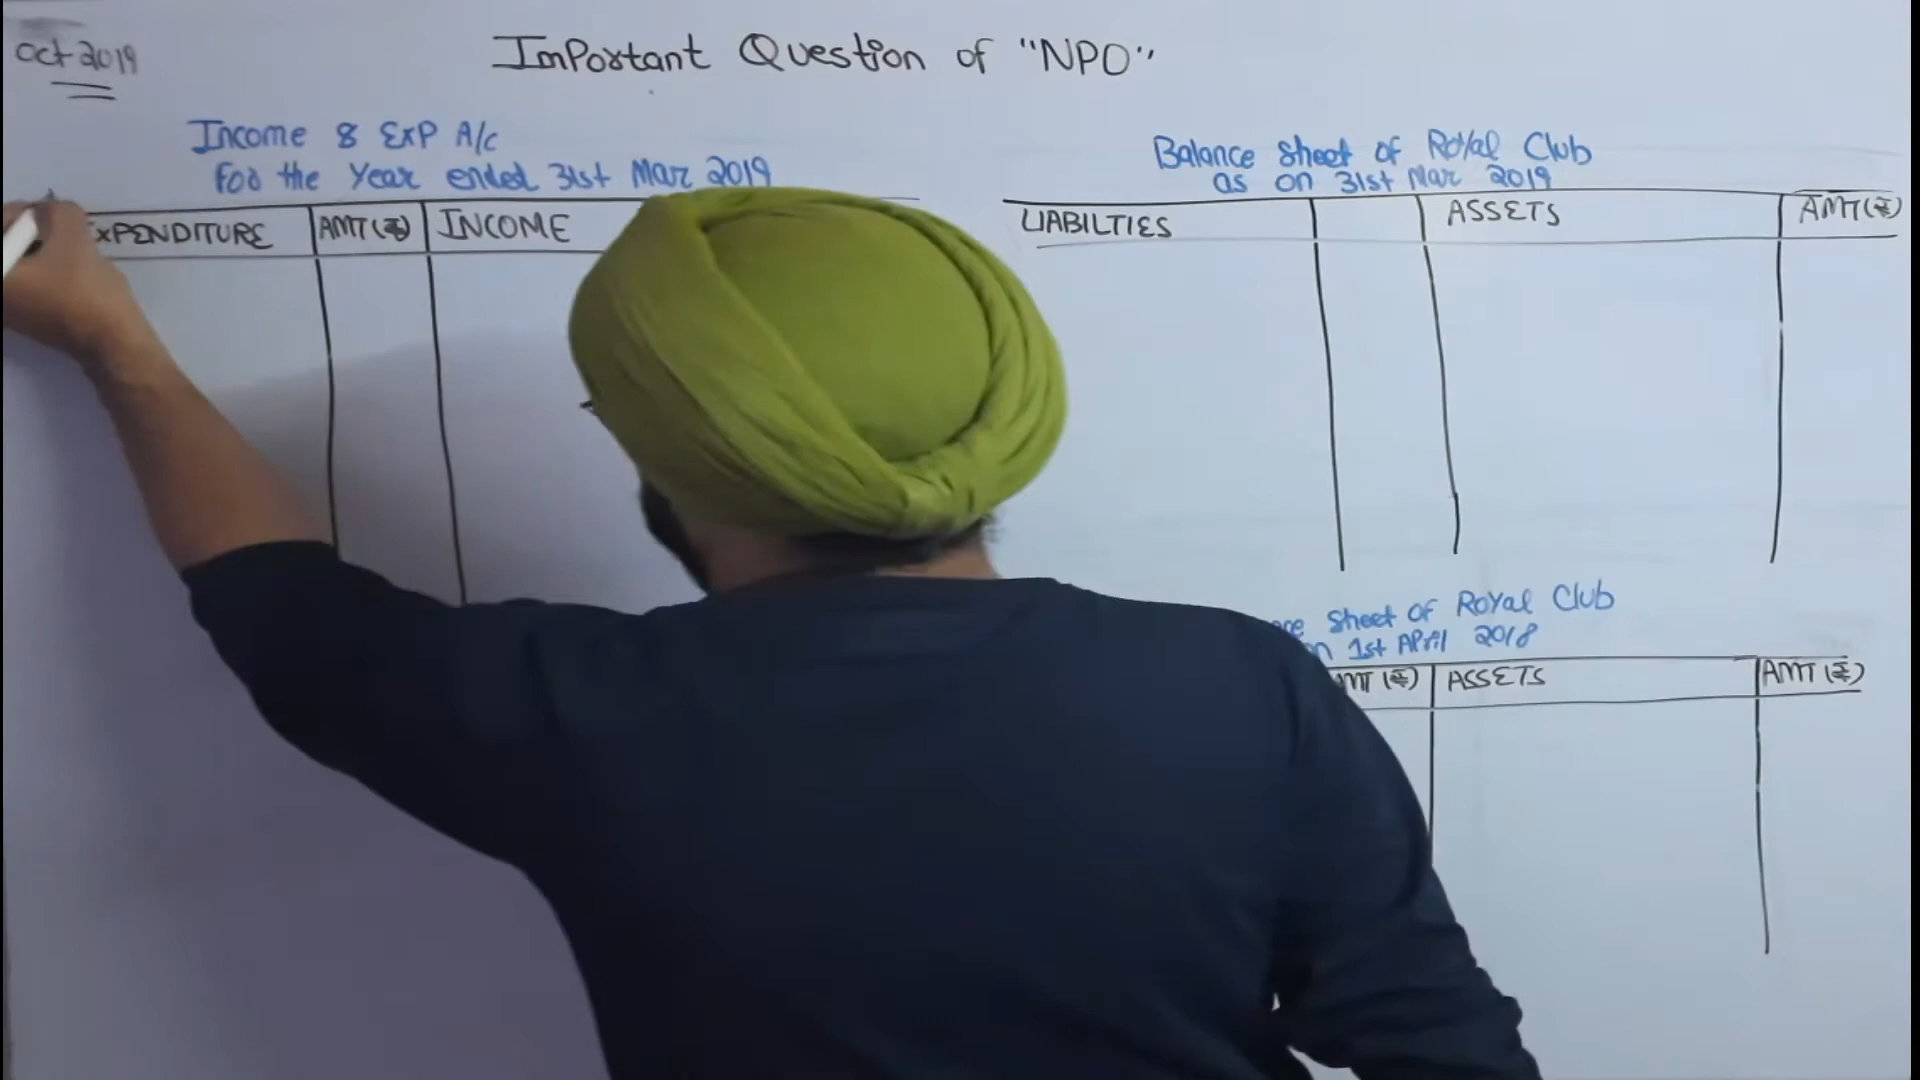 Oct 2019
Important Question of "NPO"
Income & Exp A/c
For the Year ended 31st Mar 2019
XPENDITURE AMT(₹) INCOME
Balance Sheet of Royal Club
as on 31st Mar 2019
LIABILTIES ASSETS AMT(₹)
Sheet of Royal Club
1st April 2018
AMT (₹) ASSETS AMT (₹)